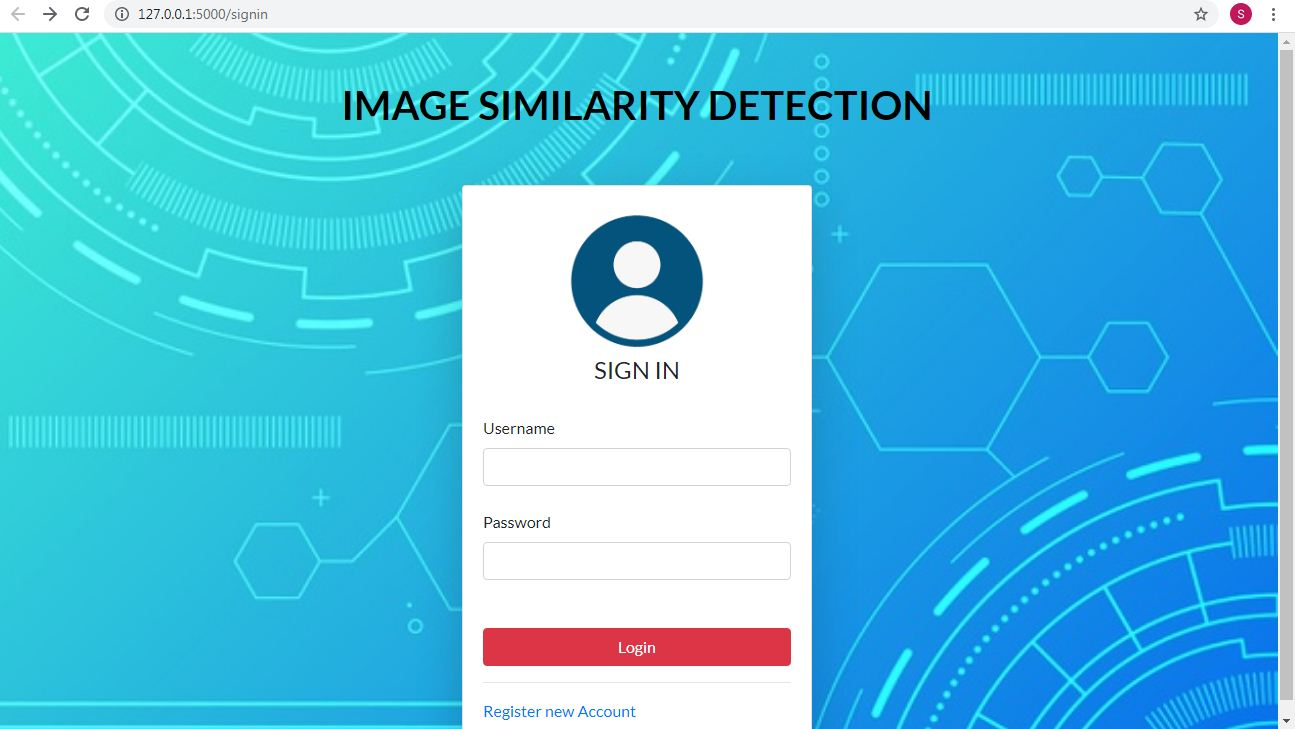 127.0.0.1:5000/signin
S
IMAGE SIMILARITY DETECTION
SIGN IN
Username
Password
Login
Register new Account